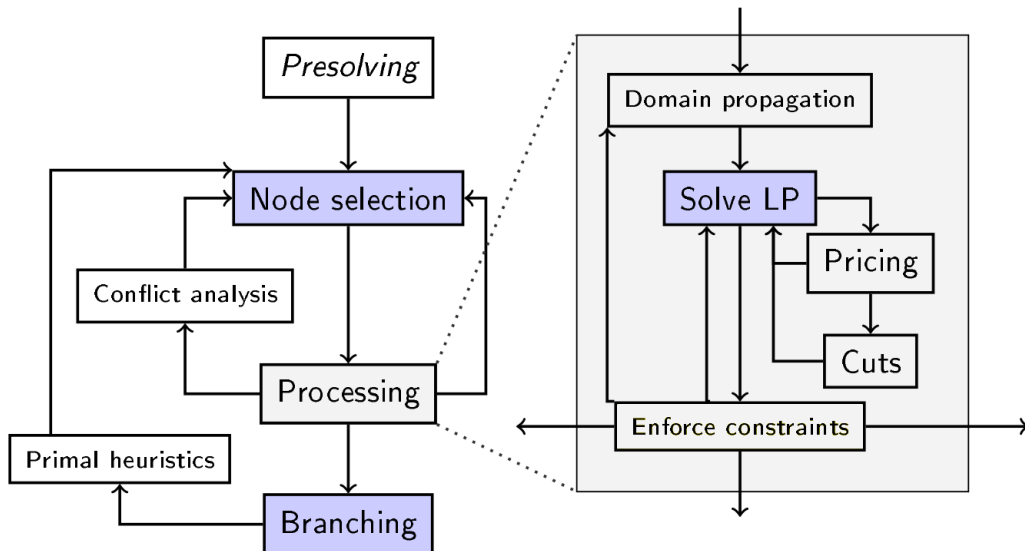 Presolving
Node selection
Conflict analysis
Processing
Primal heuristics
Branching
Domain propagation
Solve LP
Pricing
Cuts
Enforce constraints